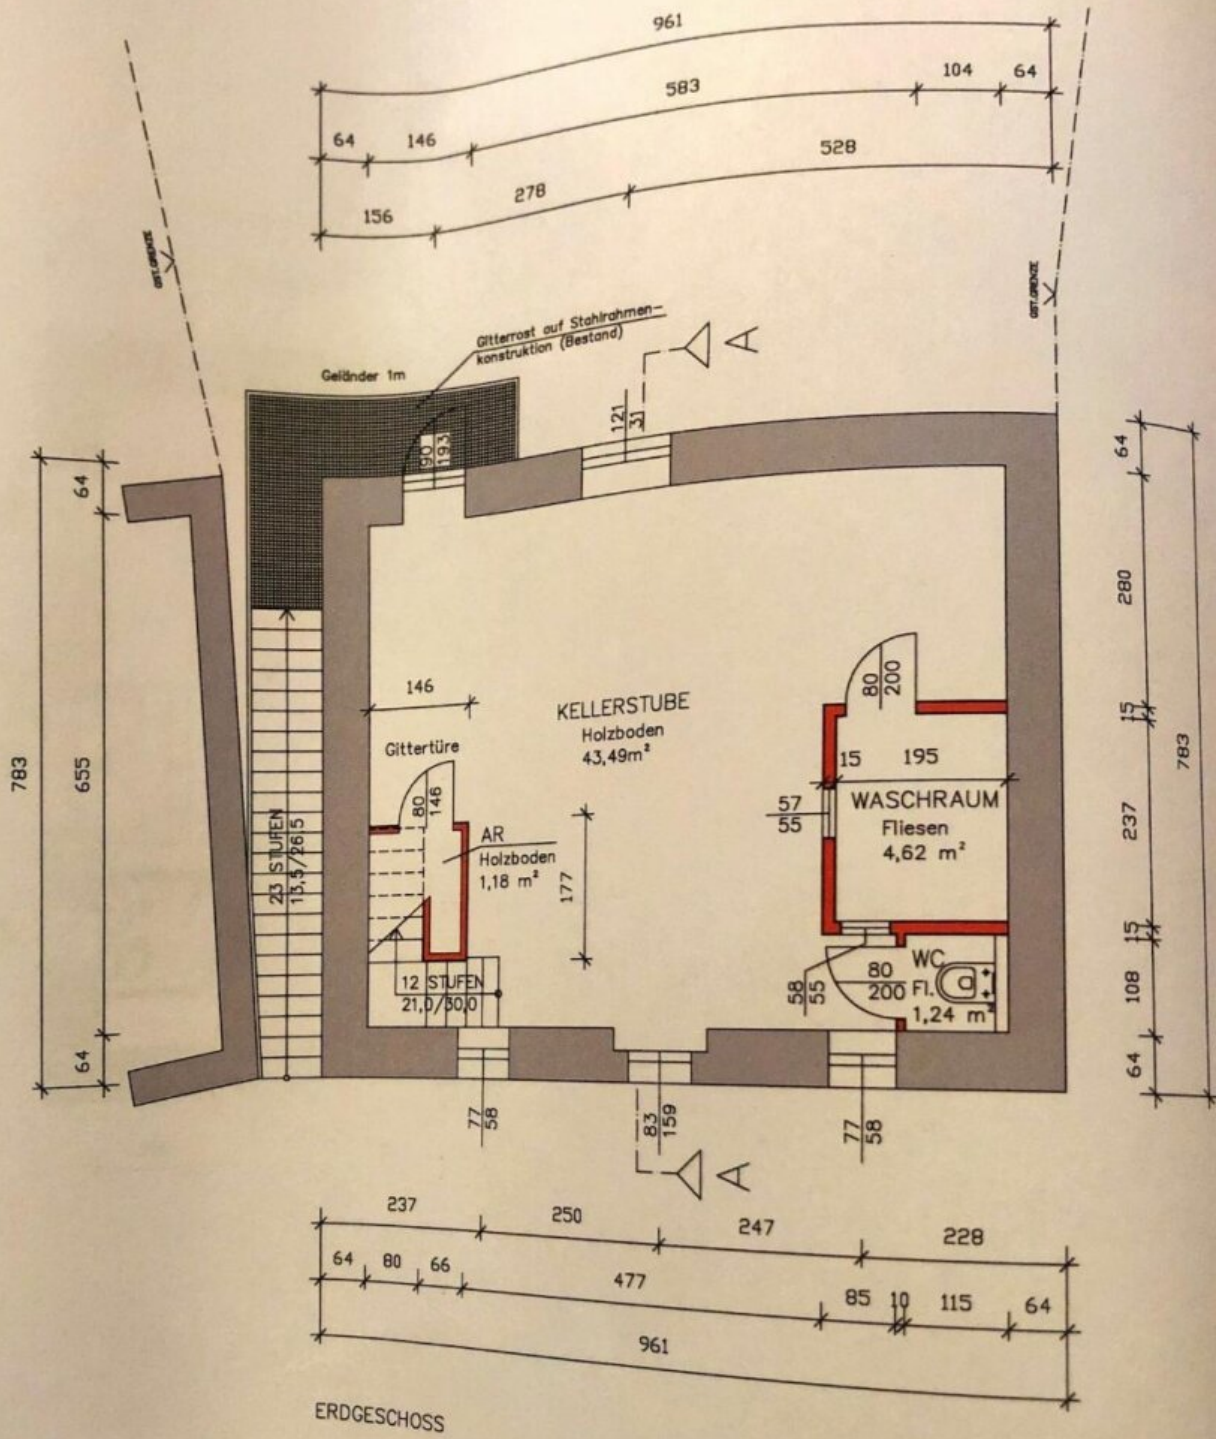 961
583
104
64
64
146
528
278
156
GST.GRENZE
GST.GRENZE
Gitterrost auf Stahlrahmen-
konstruktion (Bestand)
Geländer 1m
A
121
31
90
193
64
64
280
146
KELLERSTUBE
Holzboden
43,49m²
80
200
Gittertüre
15
195
15
783
655
783
80
146
57
55
WASCHRAUM
Fliesen
4,62 m²
237
AR
Holzboden
1,18 m²
177
23 STUFEN
13,5/26,5
15
12 STUFEN
21,0/30,0
58
55
80
200
WC
Fl.
1,24 m²
108
64
64
77
58
83
159
77
58
A
237
250
247
228
64
80
66
477
85
10
115
64
961
ERDGESCHOSS